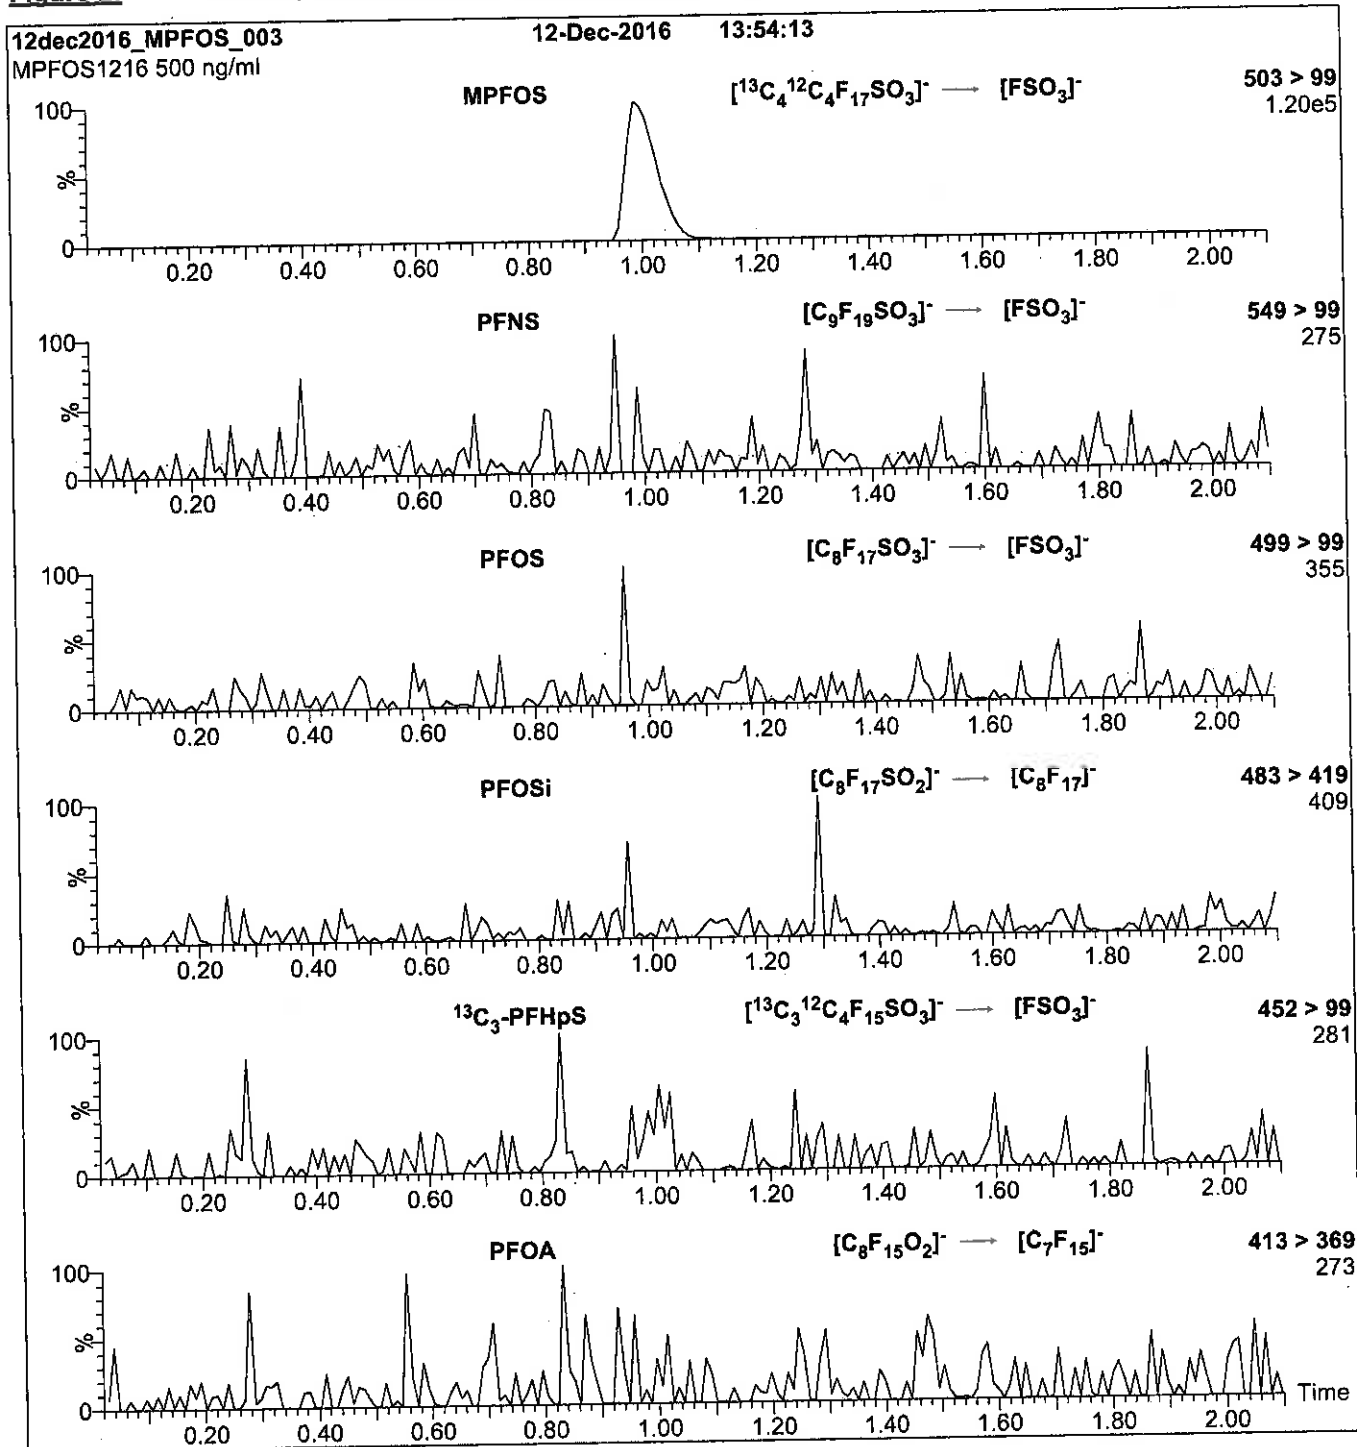 12dec2016_MPFOS_003 12-Dec-2016 13:54:13
MPFOS1216 500 ng/ml
MPFOS [¹³C₄¹²C₄F₁₇SO₃]⁻ → [FSO₃]⁻ 503 > 99
1.20e5
100
%
0
0.20 0.40 0.60 0.80 1.00 1.20 1.40 1.60 1.80 2.00
PFNS [C₉F₁₉SO₃]⁻ → [FSO₃]⁻ 549 > 99
275
100
%
0
0.20 0.40 0.60 0.80 1.00 1.20 1.40 1.60 1.80 2.00
PFOS [C₈F₁₇SO₃]⁻ → [FSO₃]⁻ 499 > 99
355
100
%
0
0.20 0.40 0.60 0.80 1.00 1.20 1.40 1.60 1.80 2.00
PFOSi [C₈F₁₇SO₂]⁻ → [C₈F₁₇]⁻ 483 > 419
409
100
%
0
0.20 0.40 0.60 0.80 1.00 1.20 1.40 1.60 1.80 2.00
¹³C₃-PFHpS [¹³C₃¹²C₄F₁₅SO₃]⁻ → [FSO₃]⁻ 452 > 99
281
100
%
0
0.20 0.40 0.60 0.80 1.00 1.20 1.40 1.60 1.80 2.00
PFOA [C₈F₁₅O₂]⁻ → [C₇F₁₅]⁻ 413 > 369
273
100
%
0
Time
0.20 0.40 0.60 0.80 1.00 1.20 1.40 1.60 1.80 2.00